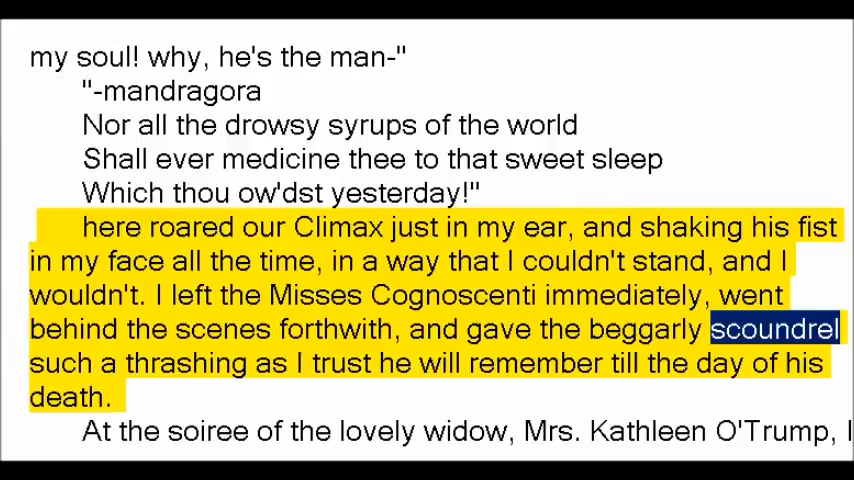 my soul! why, he's the man-"
"-mandragora
Nor all the drowsy syrups of the world
Shall ever medicine thee to that sweet sleep
Which thou ow'dst yesterday!"
here roared our Climax just in my ear, and shaking his fist
in my face all the time, in a way that I couldn't stand, and I
wouldn't. I left the Misses Cognoscenti immediately, went
behind the scenes forthwith, and gave the beggarly scoundrel
such a thrashing as I trust he will remember till the day of his
death.
At the soiree of the lovely widow, Mrs. Kathleen O'Trump, I